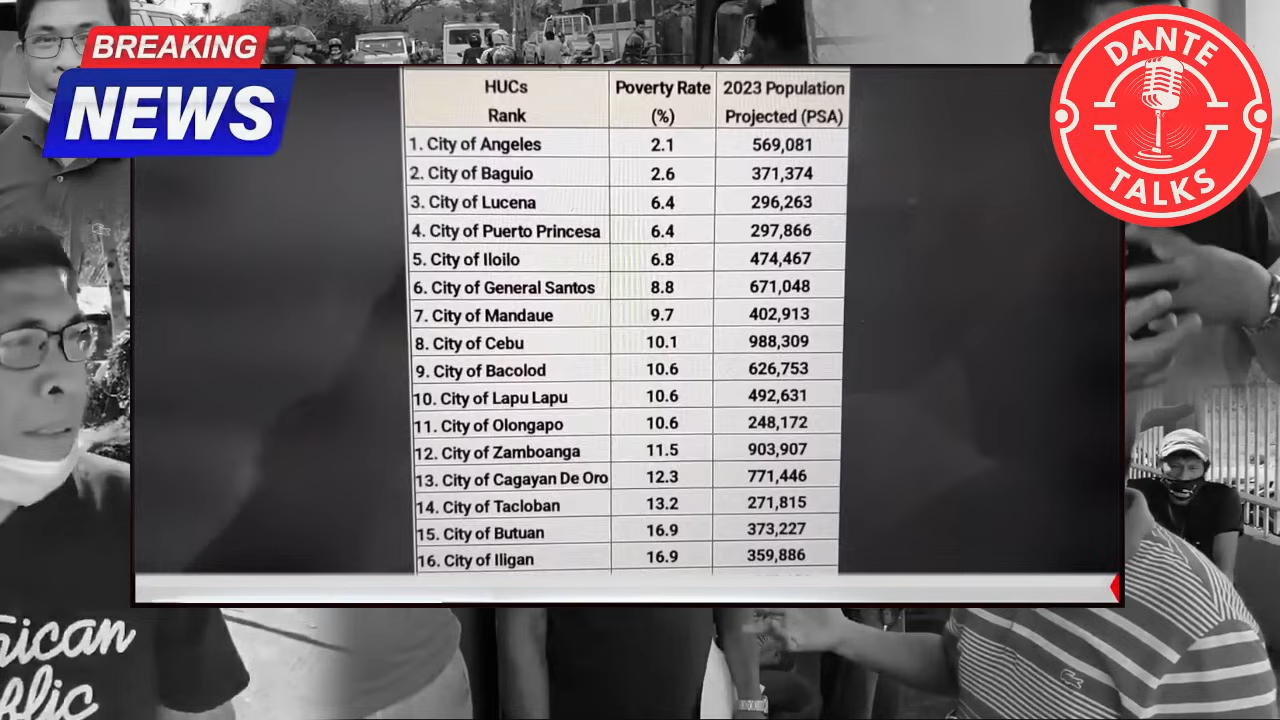 BREAKING
NEWS
DANTE
TALKS
HUCs Rank Poverty Rate (%) 2023 Population Projected (PSA)
1. City of Angeles 2.1 569,081
2. City of Baguio 2.6 371,374
3. City of Lucena 6.4 296,263
4. City of Puerto Princesa 6.4 297,866
5. City of Iloilo 6.8 474,467
6. City of General Santos 8.8 671,048
7. City of Mandaue 9.7 402,913
8. City of Cebu 10.1 988,309
9. City of Bacolod 10.6 626,753
10. City of Lapu Lapu 10.6 492,631
11. City of Olongapo 10.6 248,172
12. City of Zamboanga 11.5 903,907
13. City of Cagayan De Oro 12.3 771,446
14. City of Tacloban 13.2 271,815
15. City of Butuan 16.9 373,227
16. City of Iligan 16.9 359,886